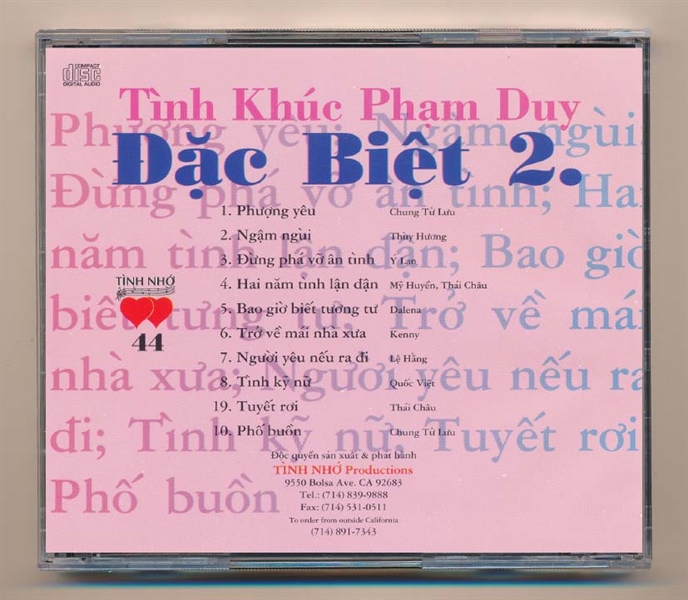 COMPACT
disc
DIGITAL AUDIO
Tình Khúc Phạm Duy
Đặc Biệt 2.
Phượng yêu; Ngậm ngùi;
Đừng phá vỡ ân tình; Hai
năm tình lận đận; Bao giờ
biết tương tư; Trở về mái
nhà xưa; Người yêu nếu ra
đi; Tình kỹ nữ; Tuyết rơi
Phố buồn
1. Phượng yêu Chung Tử Lưu
2. Ngậm ngùi Thùy Hương
3. Đừng phá vỡ ân tình Ý Lan
4. Hai năm tình lận đận Mỹ Huyền, Thái Châu
5. Bao giờ biết tương tư Dalena
6. Trở về mái nhà xưa Kenny
7. Người yêu nếu ra đi Lệ Hằng
8. Tình kỹ nữ Quốc Việt
19. Tuyết rơi Thái Châu
10. Phố buồn Chung Tử Lưu
TÌNH NHỚ
44
Độc quyền sản xuất & phát hành
TÌNH NHỚ Productions
9550 Bolsa Ave. CA 92683
Tel.: (714) 839-9888
Fax: (714) 531-0511
To order from outside California
(714) 891-7343